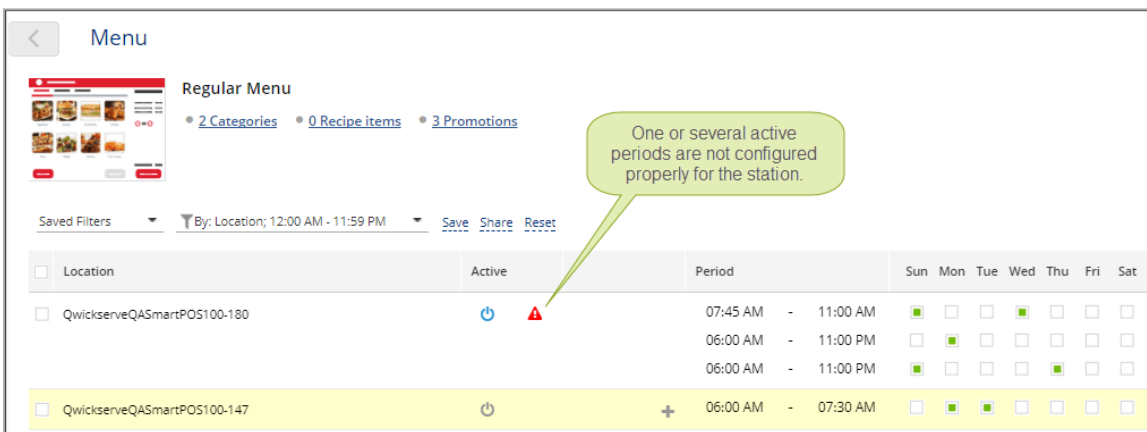 Menu
Regular Menu
2 Categories 0 Recipe items 3 Promotions
One or several active
periods are not configured
properly for the station.
Saved Filters By: Location; 12:00 AM - 11:59 PM Save Share Reset
Location Active Period Sun Mon Tue Wed Thu Fri Sat
QwickserveQASmartPOS100-180 07:45 AM - 11:00 AM
06:00 AM - 11:00 PM
06:00 AM - 11:00 PM
QwickserveQASmartPOS100-147 + 06:00 AM - 07:30 AM